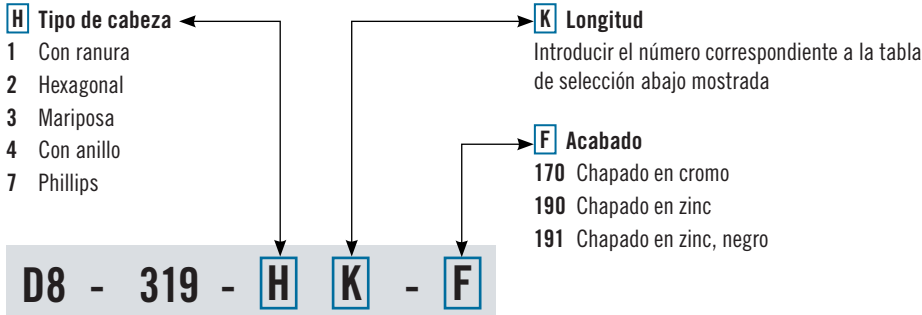 H Tipo de cabeza
1 Con ranura
2 Hexagonal
3 Mariposa
4 Con anillo
7 Phillips
K Longitud
Introducir el número correspondiente a la tabla
de selección abajo mostrada
F Acabado
170 Chapado en cromo
190 Chapado en zinc
191 Chapado en zinc, negro
D8 - 319 - H K - F